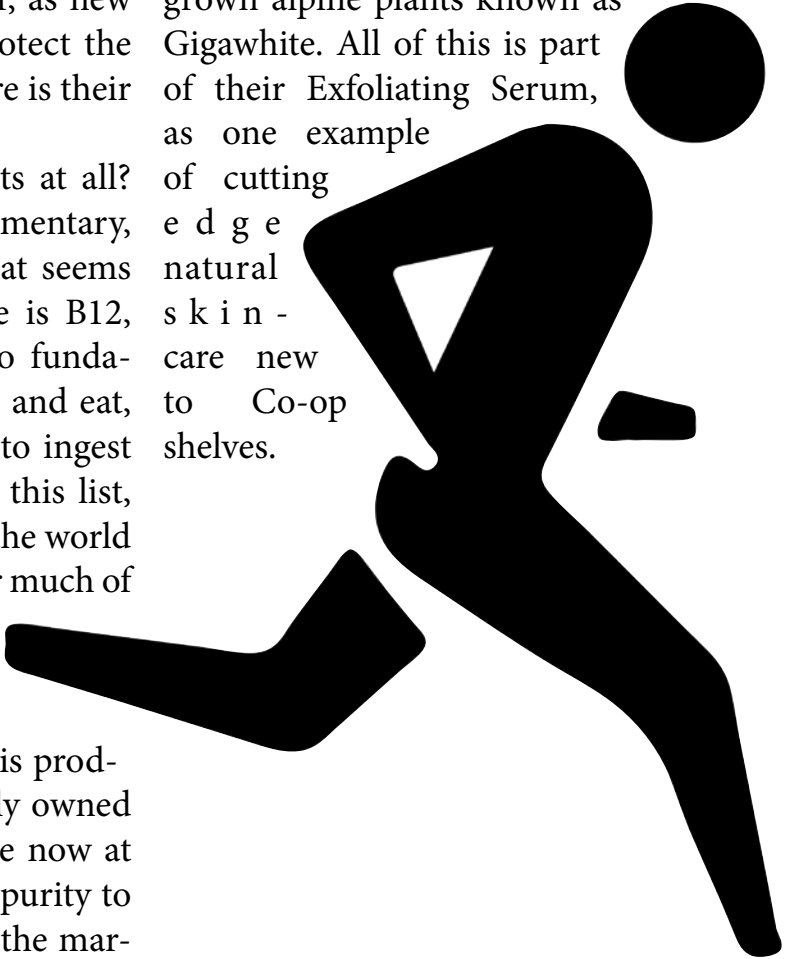 r, as new
otect the
re is their
ts at all?
mentary,
at seems
e is B12,
o funda-
and eat,
to ingest
this list,
he world
r much of
is prod-
ly owned
e now at
purity to
the mar-
grown alpine plants known as
Gigawhite. All of this is part
of their Exfoliating Serum,
as one example
of cutting
edge
natural
skin-
care new
to Co-op
shelves.